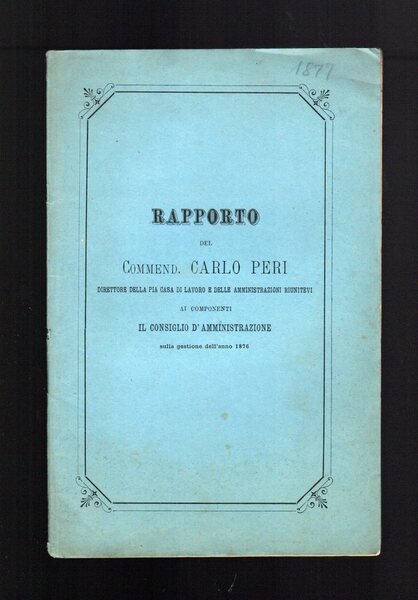 1877
RAPPORTO
DEL
COMMEND. CARLO PERI
DIRETTORE DELLA PIA CASA DI LAVORO E DELLE AMMINISTRAZIONI RIUNITEVI
AI COMPONENTI
IL CONSIGLIO D'AMMINISTRAZIONE
sulla gestione dell'anno 1876